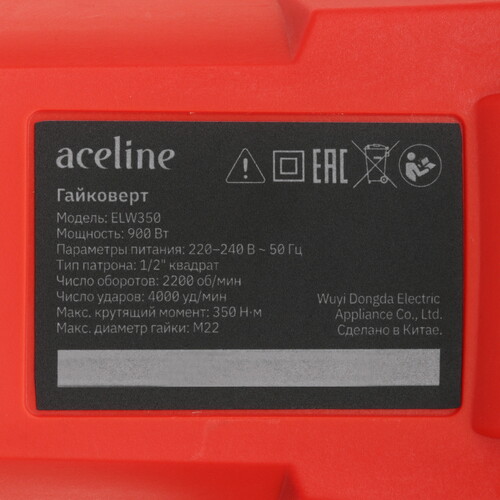 aceline
EAC
Гайковерт
Модель: ELW350
Мощность: 900 Вт
Параметры питания: 220–240 В ~ 50 Гц
Тип патрона: 1/2" квадрат
Число оборотов: 2200 об/мин
Число ударов: 4000 уд/мин
Макс. крутящий момент: 350 Н·м
Макс. диаметр гайки: М22
Wuyi Dongda Electric
Appliance Co., Ltd.
Сделано в Китае.